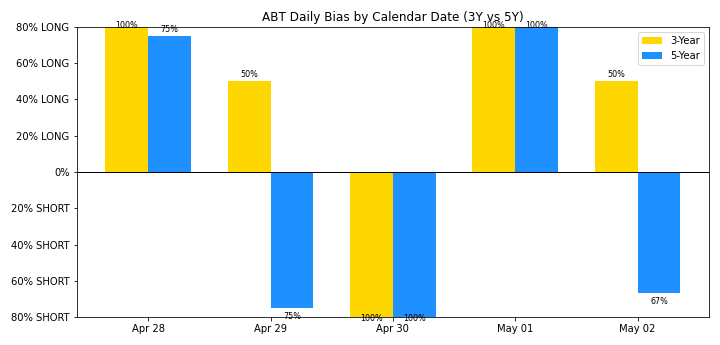 ABT Daily Bias by Calendar Date (3Y vs 5Y)
80% LONG
60% LONG
40% LONG
20% LONG
0%
20% SHORT
40% SHORT
60% SHORT
80% SHORT
100%
75%
50%
75%
100%
100%
100%
100%
50%
67%
3-Year
5-Year
Apr 28
Apr 29
Apr 30
May 01
May 02